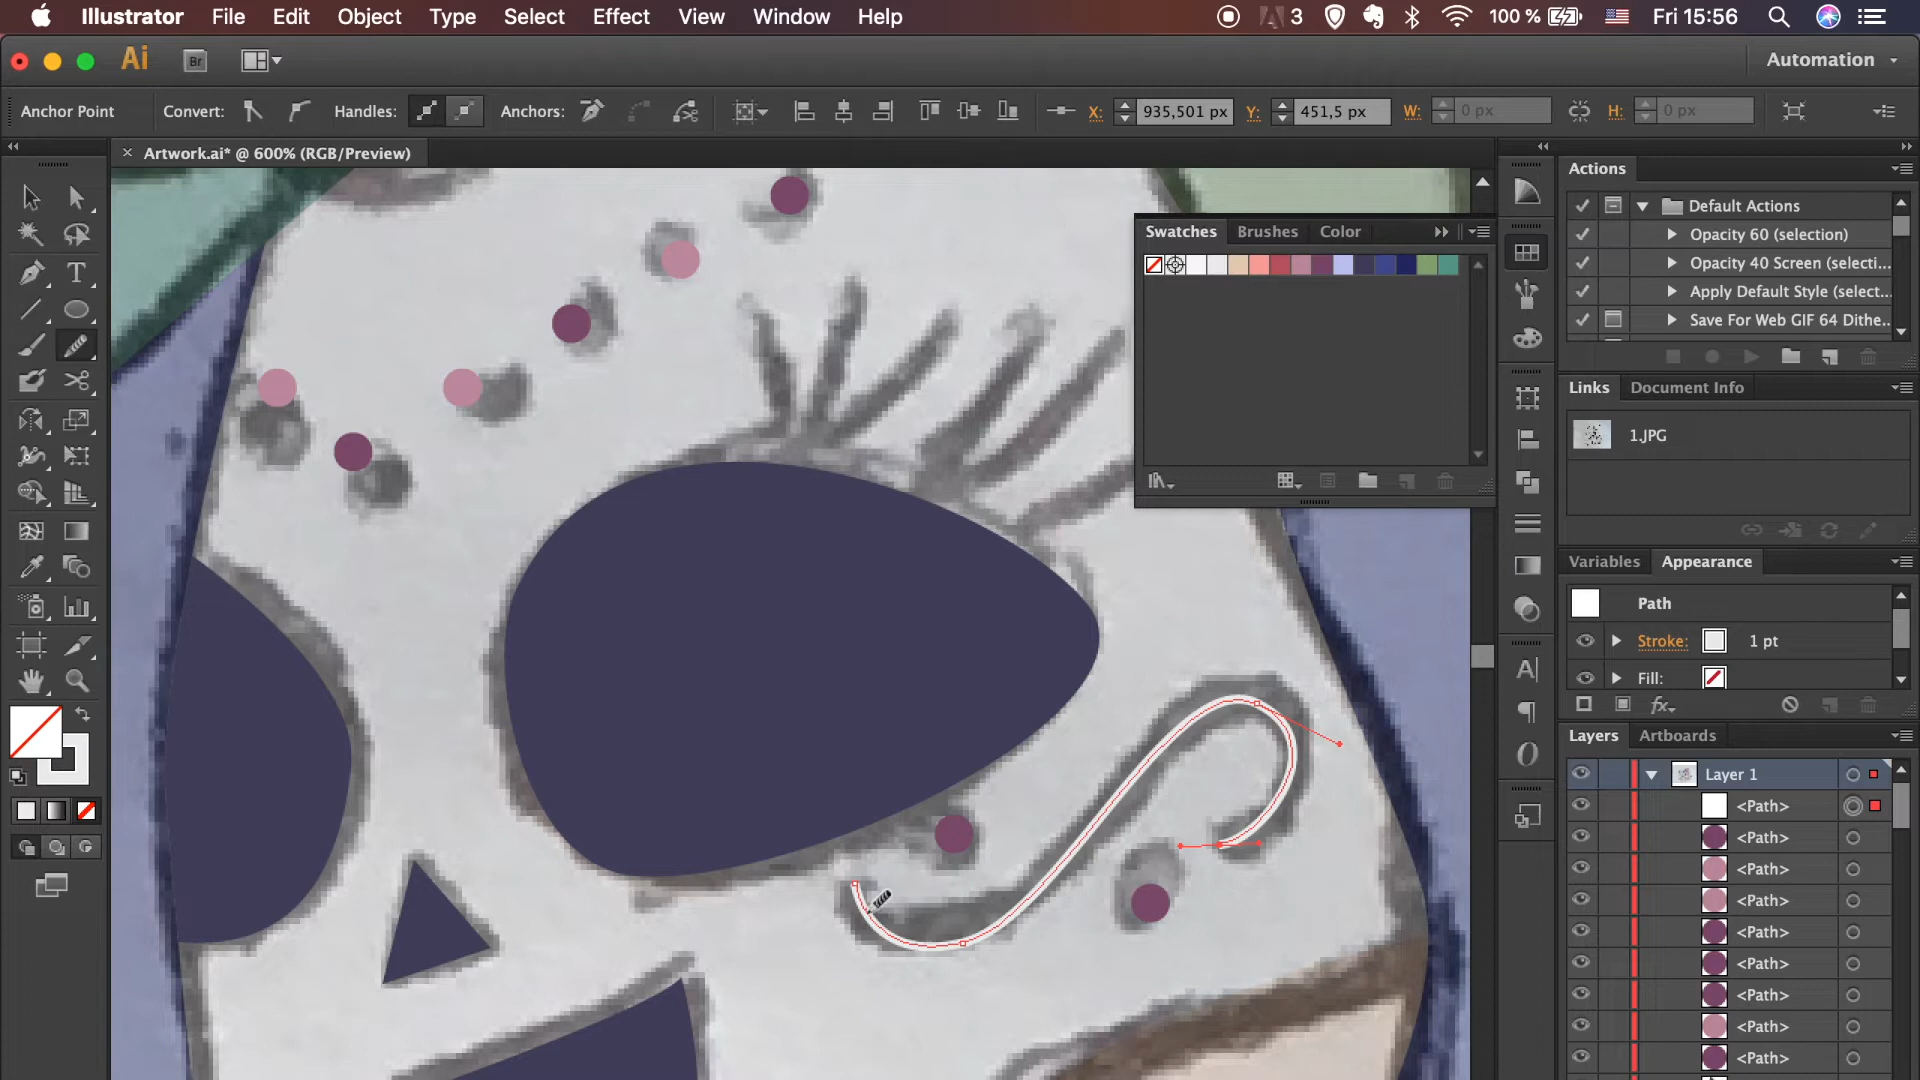 Illustrator File Edit Object Type Select Effect View Window Help 3 100 % Fri 15:56
Ai Br Automation
Anchor Point Convert: Handles: Anchors: X: 935,501 px Y: 451,5 px W: 0 px H: 0 px
× Artwork.ai* @ 600% (RGB/Preview)
Actions
Default Actions
Opacity 60 (selection)
Opacity 40 Screen (selecti...
Apply Default Style (select...
Save For Web GIF 64 Dithe...
Swatches Brushes Color
Links Document Info
1.JPG
Variables Appearance
Path
Stroke: 1 pt
Fill:
fx
Layers Artboards
Layer 1
<Path>
<Path>
<Path>
<Path>
<Path>
<Path>
<Path>
<Path>
<Path>